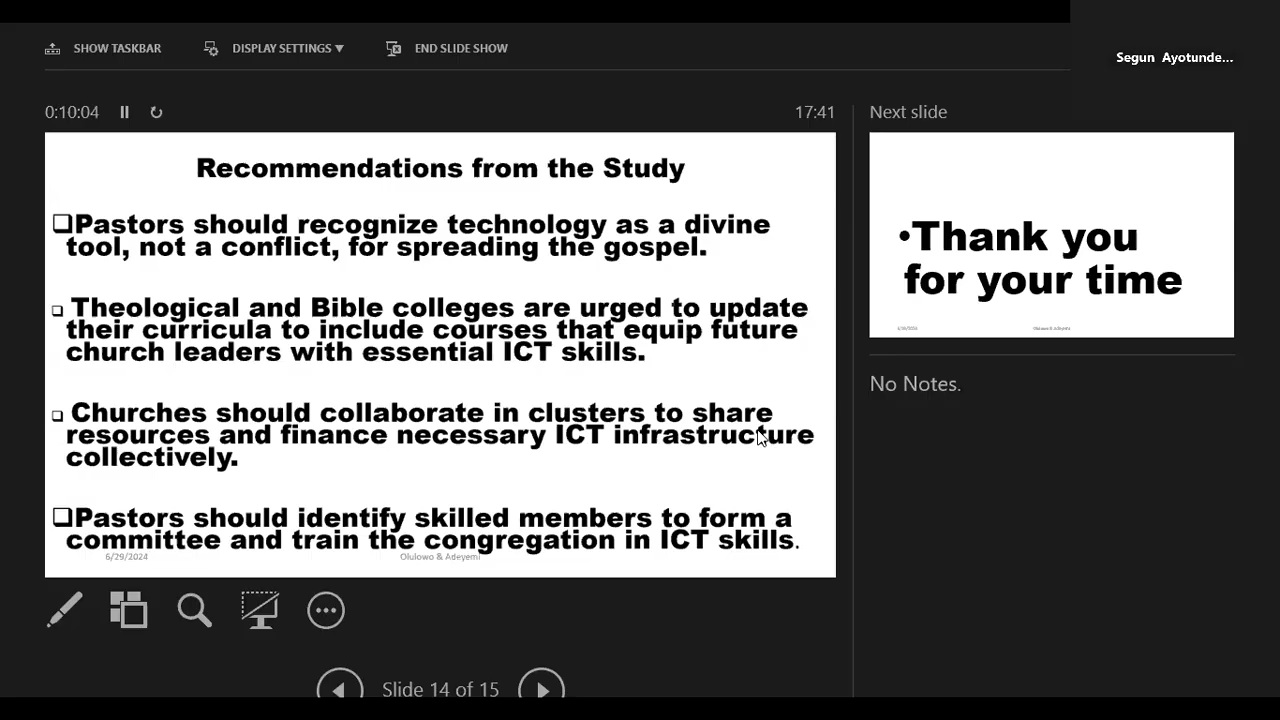 SHOW TASKBAR
DISPLAY SETTINGS ▼
END SLIDE SHOW
Segun Ayotunde...
0:10:04
17:41
Next slide
Recommendations from the Study
❑Pastors should recognize technology as a divine
tool, not a conflict, for spreading the gospel.
❑ Theological and Bible colleges are urged to update
their curricula to include courses that equip future
church leaders with essential ICT skills.
❑ Churches should collaborate in clusters to share
resources and finance necessary ICT infrastructure
collectively.
❑Pastors should identify skilled members to form a
committee and train the congregation in ICT skills.
6/29/2024
Olulowo & Adeyemi
•Thank you
for your time
6/29/2024
Olulowo & Adeyemi
No Notes.
Slide 14 of 15